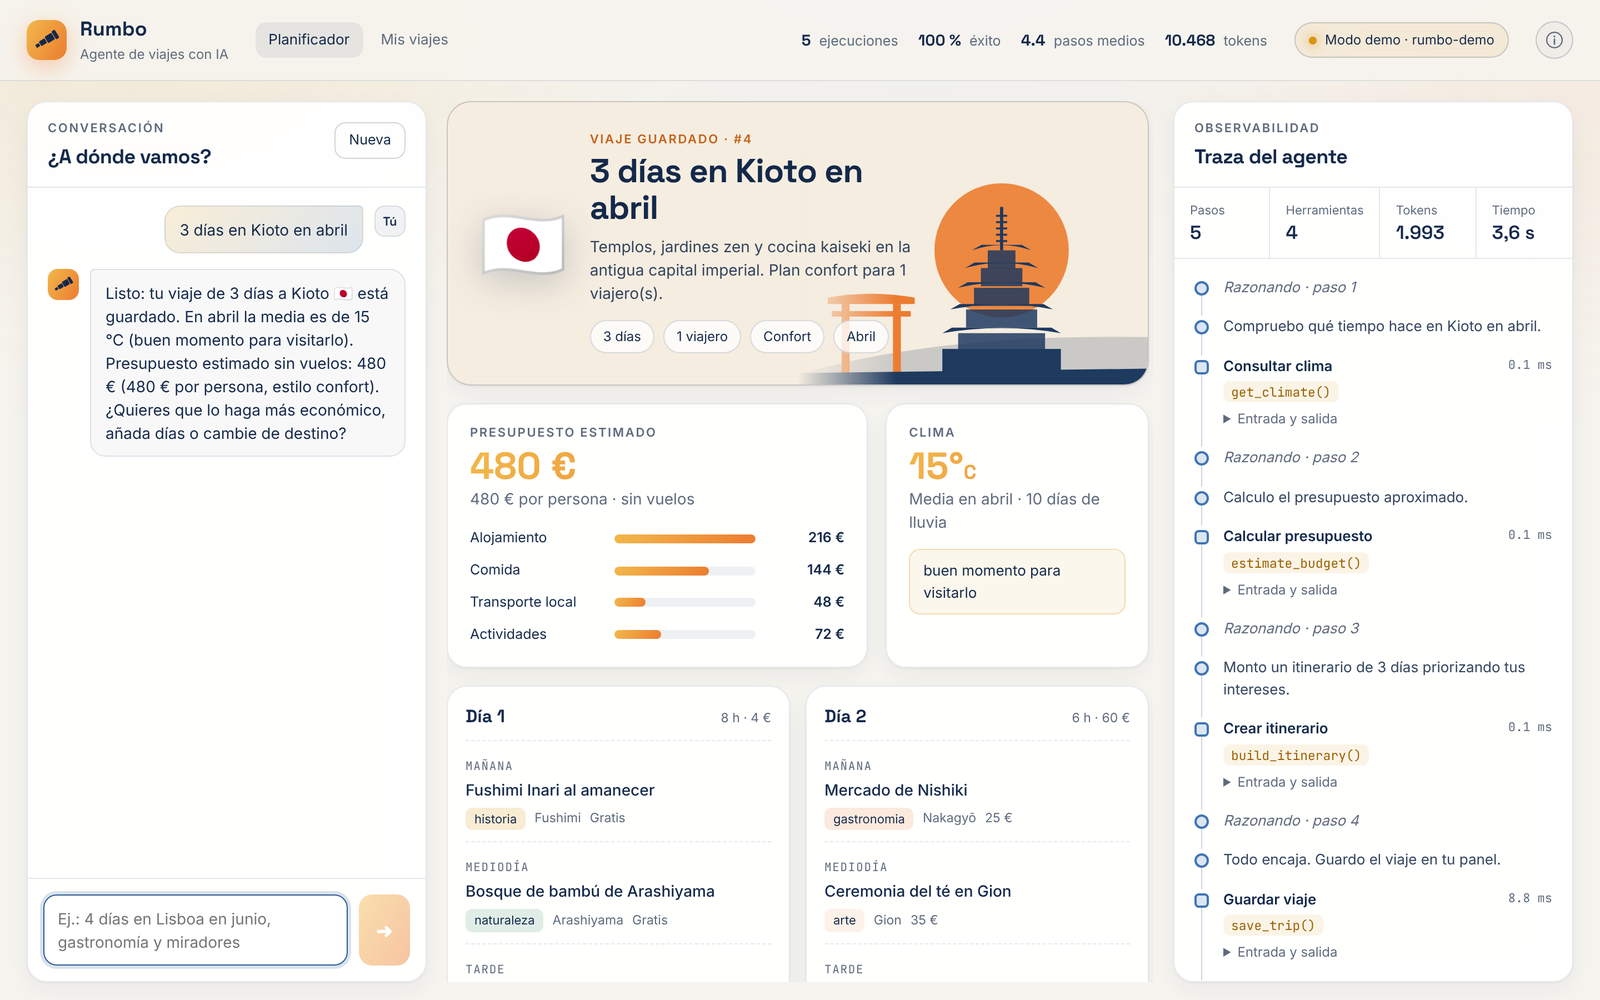 Rumbo
Agente de viajes con IA
Planificador
Mis viajes
5 ejecuciones
100 % éxito
4.4 pasos medios
10.468 tokens
Modo demo · rumbo-demo
CONVERSACIÓN
¿A dónde vamos?
Nueva
3 días en Kioto en abril
Tú
Listo: tu viaje de 3 días a Kioto 🇯🇵 está
guardado. En abril la media es de 15
°C (buen momento para visitarlo).
Presupuesto estimado sin vuelos: 480
€ (480 € por persona, estilo confort).
¿Quieres que lo haga más económico,
añada días o cambie de destino?
Ej.: 4 días en Lisboa en junio,
gastronomía y miradores
VIAJE GUARDADO · #4
3 días en Kioto en
abril
Templos, jardines zen y cocina kaiseki en la
antigua capital imperial. Plan confort para 1
viajero(s).
3 días
1 viajero
Confort
Abril
PRESUPUESTO ESTIMADO
480 €
480 € por persona · sin vuelos
Alojamiento 216 €
Comida 144 €
Transporte local 48 €
Actividades 72 €
CLIMA
15°C
Media en abril · 10 días de
lluvia
buen momento para
visitarlo
Día 1
8 h · 4 €
MAÑANA
Fushimi Inari al amanecer
historia Fushimi Gratis
MEDIODÍA
Bosque de bambú de Arashiyama
naturaleza Arashiyama Gratis
TARDE
Día 2
6 h · 60 €
MAÑANA
Mercado de Nishiki
gastronomia Nakagyō 25 €
MEDIODÍA
Ceremonia del té en Gion
arte Gion 35 €
TARDE
OBSERVABILIDAD
Traza del agente
Pasos
5
Herramientas
4
Tokens
1.993
Tiempo
3,6 s
Razonando · paso 1
Compruebo qué tiempo hace en Kioto en abril.
Consultar clima 0.1 ms
get_climate()
▶ Entrada y salida
Razonando · paso 2
Calculo el presupuesto aproximado.
Calcular presupuesto 0.1 ms
estimate_budget()
▶ Entrada y salida
Razonando · paso 3
Monto un itinerario de 3 días priorizando tus
intereses.
Crear itinerario 0.1 ms
build_itinerary()
▶ Entrada y salida
Razonando · paso 4
Todo encaja. Guardo el viaje en tu panel.
Guardar viaje 8.8 ms
save_trip()
▶ Entrada y salida